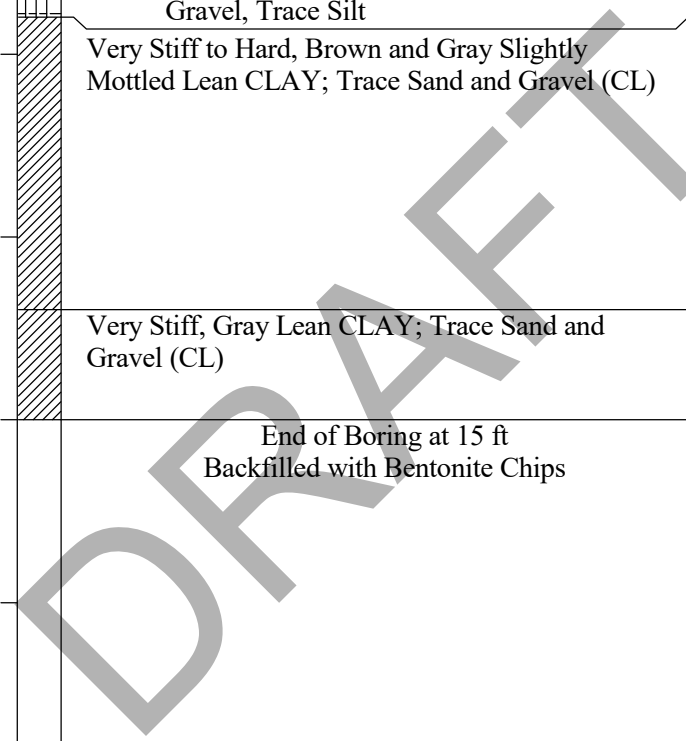 Gravel, Trace Silt
Very Stiff to Hard, Brown and Gray Slightly
Mottled Lean CLAY; Trace Sand and Gravel (CL)
Very Stiff, Gray Lean CLAY; Trace Sand and
Gravel (CL)
End of Boring at 15 ft
Backfilled with Bentonite Chips
DRAFT